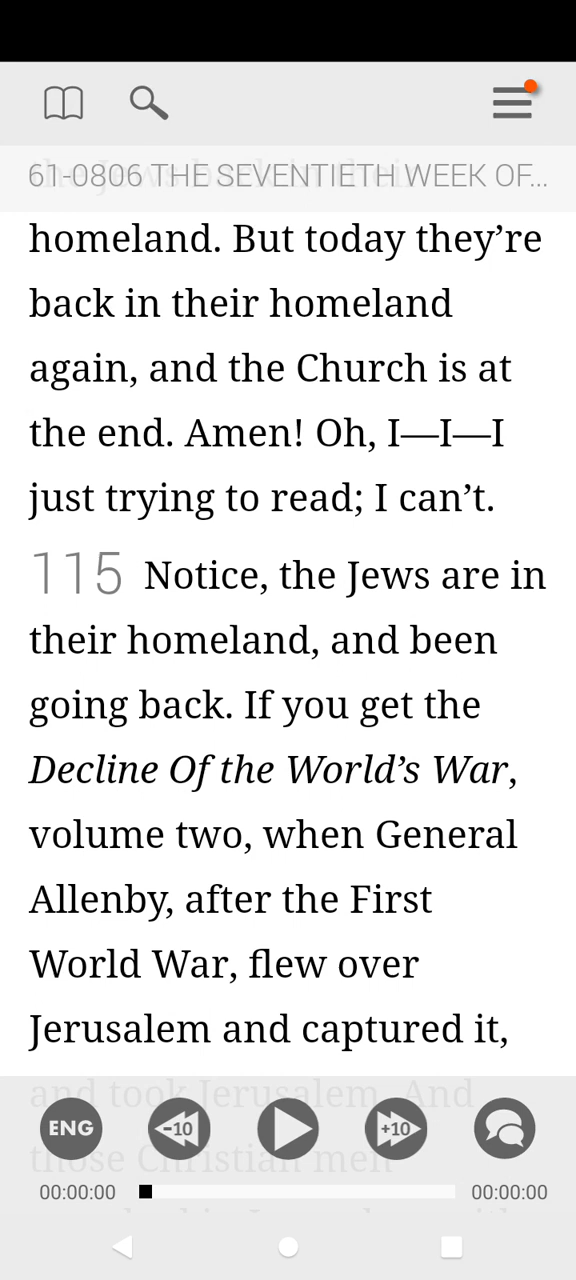 61-0806 THE SEVENTIETH WEEK OF...
homeland. But today they’re
back in their homeland
again, and the Church is at
the end. Amen! Oh, I—I—I
just trying to read; I can’t.
115 Notice, the Jews are in
their homeland, and been
going back. If you get the
Decline Of the World’s War,
volume two, when General
Allenby, after the First
World War, flew over
Jerusalem and captured it,
and took Jerusalem. And
ENG -10 +10
those Christian men
00:00:00 00:00:00